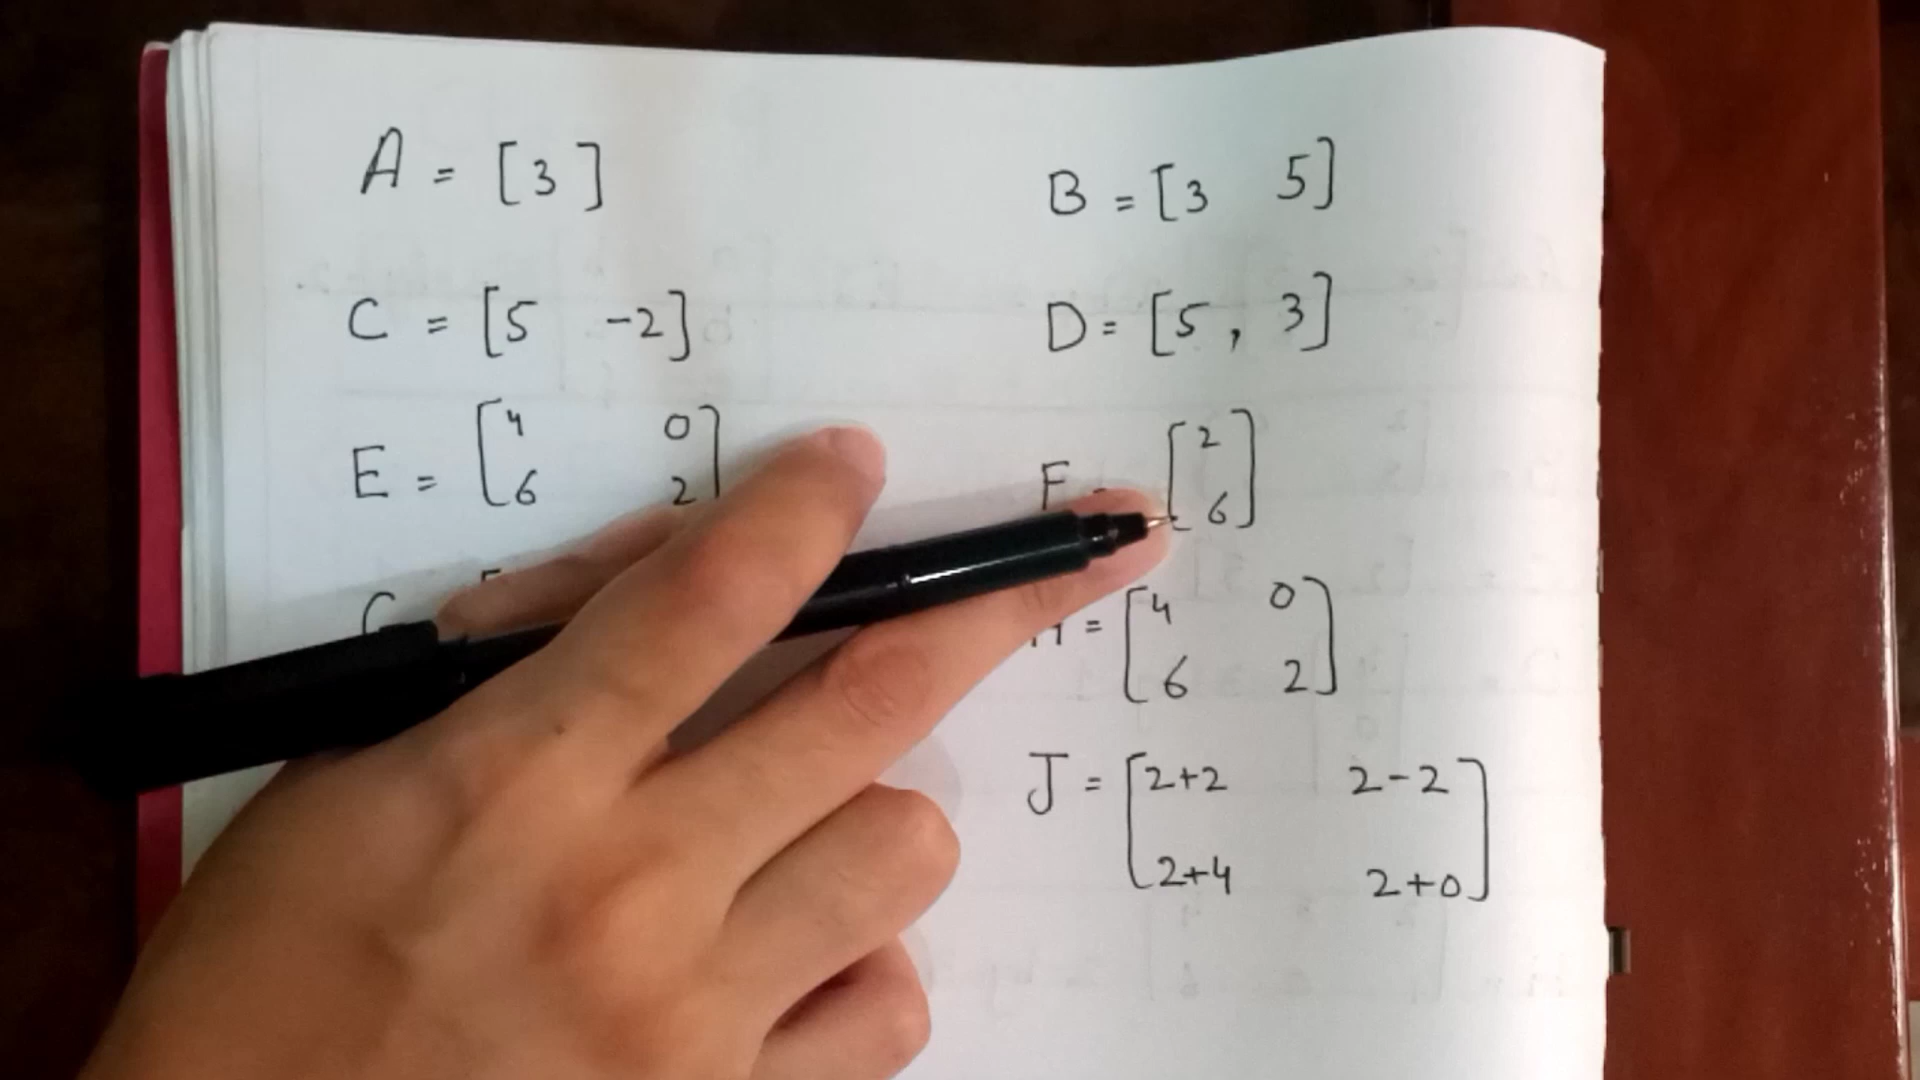 A = [3]
B = [3 5]
C = [5 -2]
D = [5, 3]
E = [4 0
6 2]
F = [2
6]
G
H = [4 0
6 2]
J = [2+2 2-2
2+4 2+0]